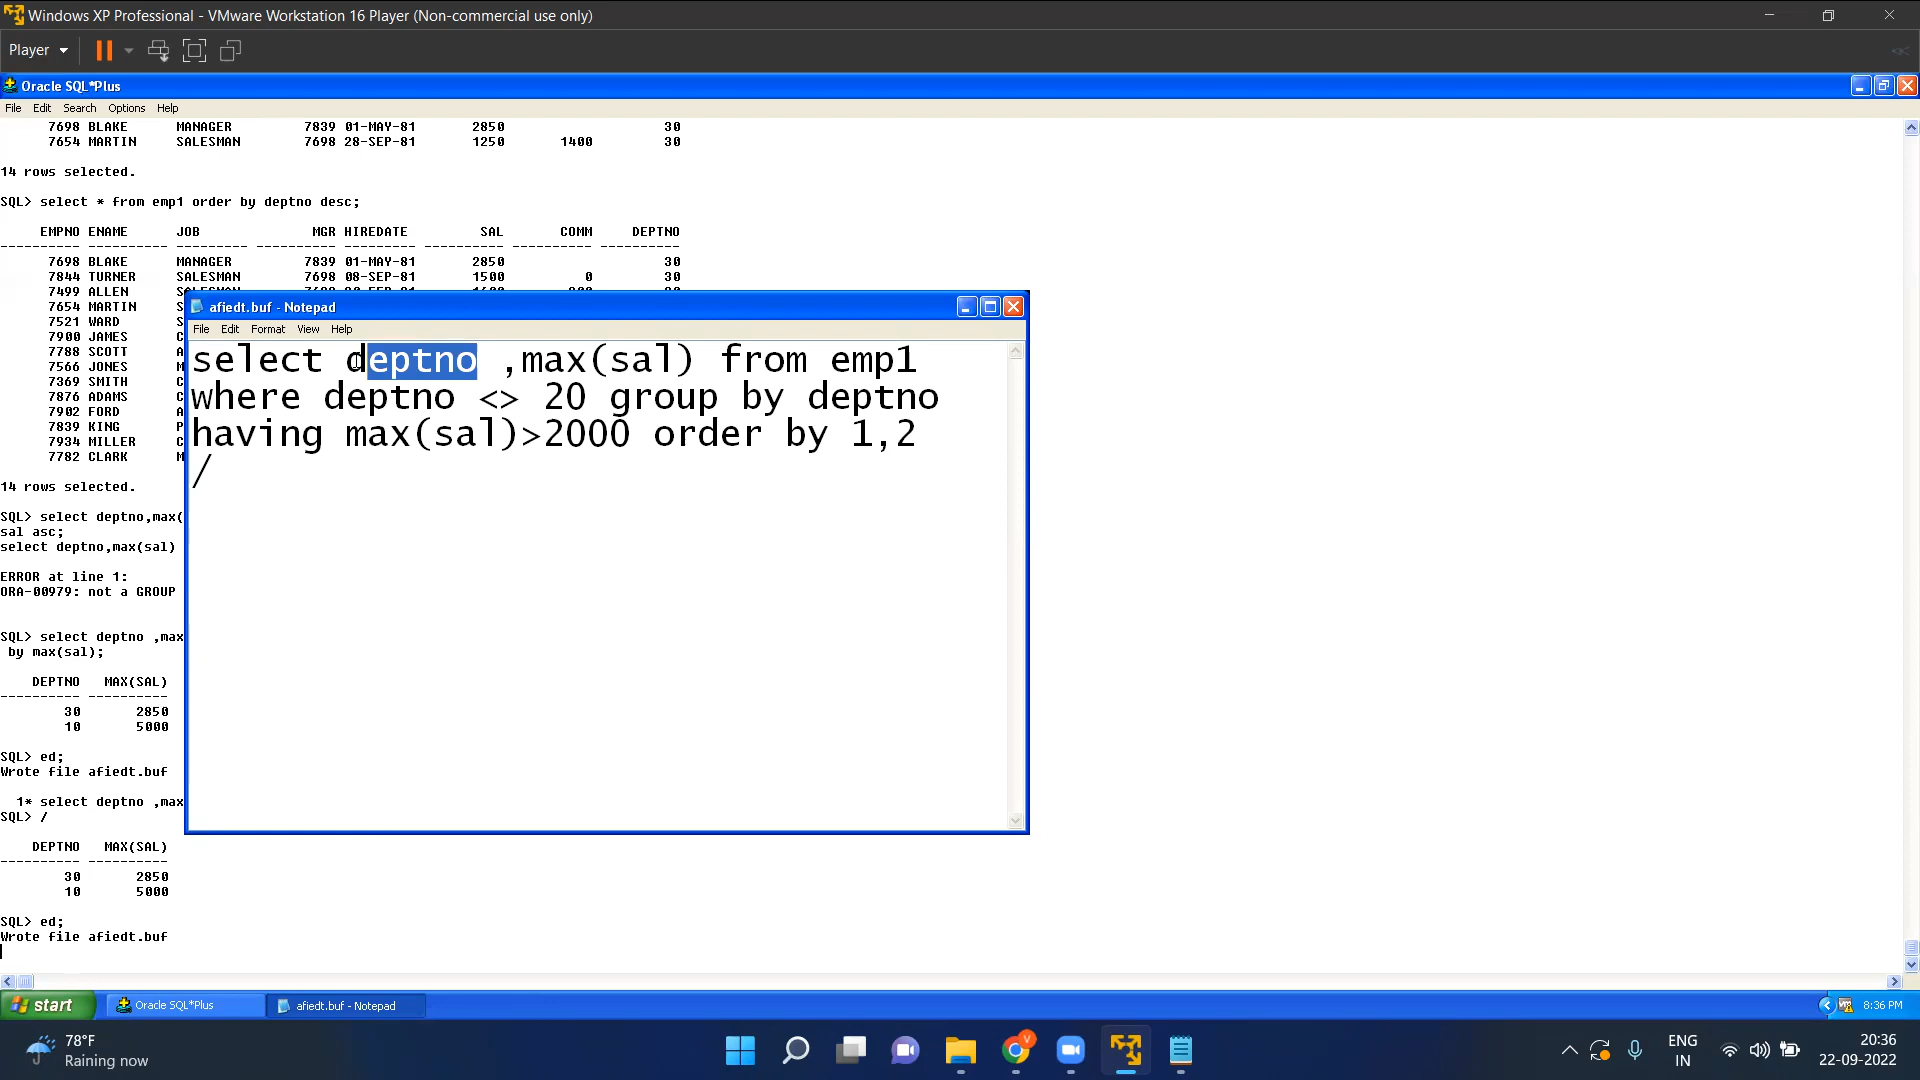 Windows XP Professional - VMware Workstation 16 Player (Non-commercial use only)
Player
Oracle SQL*Plus
File Edit Search Options Help
7698 BLAKE MANAGER 7839 01-MAY-81 2850 30
7654 MARTIN SALESMAN 7698 28-SEP-81 1250 1400 30
14 rows selected.
SQL> select * from emp1 order by deptno desc;
EMPNO ENAME JOB MGR HIREDATE SAL COMM DEPTNO
7698 BLAKE MANAGER 7839 01-MAY-81 2850 30
7844 TURNER SALESMAN 7698 08-SEP-81 1500 0 30
7499 ALLEN
7654 MARTIN S
7521 WARD S
7900 JAMES C
7788 SCOTT A
7566 JONES M
7369 SMITH C
7876 ADAMS C
7902 FORD A
7839 KING P
7934 MILLER C
7782 CLARK M
14 rows selected.
SQL> select deptno,max(
sal asc;
select deptno,max(sal)
ERROR at line 1:
ORA-00979: not a GROUP
SQL> select deptno ,max
by max(sal);
DEPTNO MAX(SAL)
30 2850
10 5000
SQL> ed;
Wrote file afiedt.buf
1* select deptno ,max
SQL> /
DEPTNO MAX(SAL)
30 2850
10 5000
SQL> ed;
Wrote file afiedt.buf
afiedt.buf - Notepad
File Edit Format View Help
select deptno ,max(sal) from emp1
where deptno <> 20 group by deptno
having max(sal)>2000 order by 1,2
/
start
Oracle SQL*Plus
afiedt.buf - Notepad
8:36 PM
78°F
Raining now
V
ENG
IN
20:36
22-09-2022